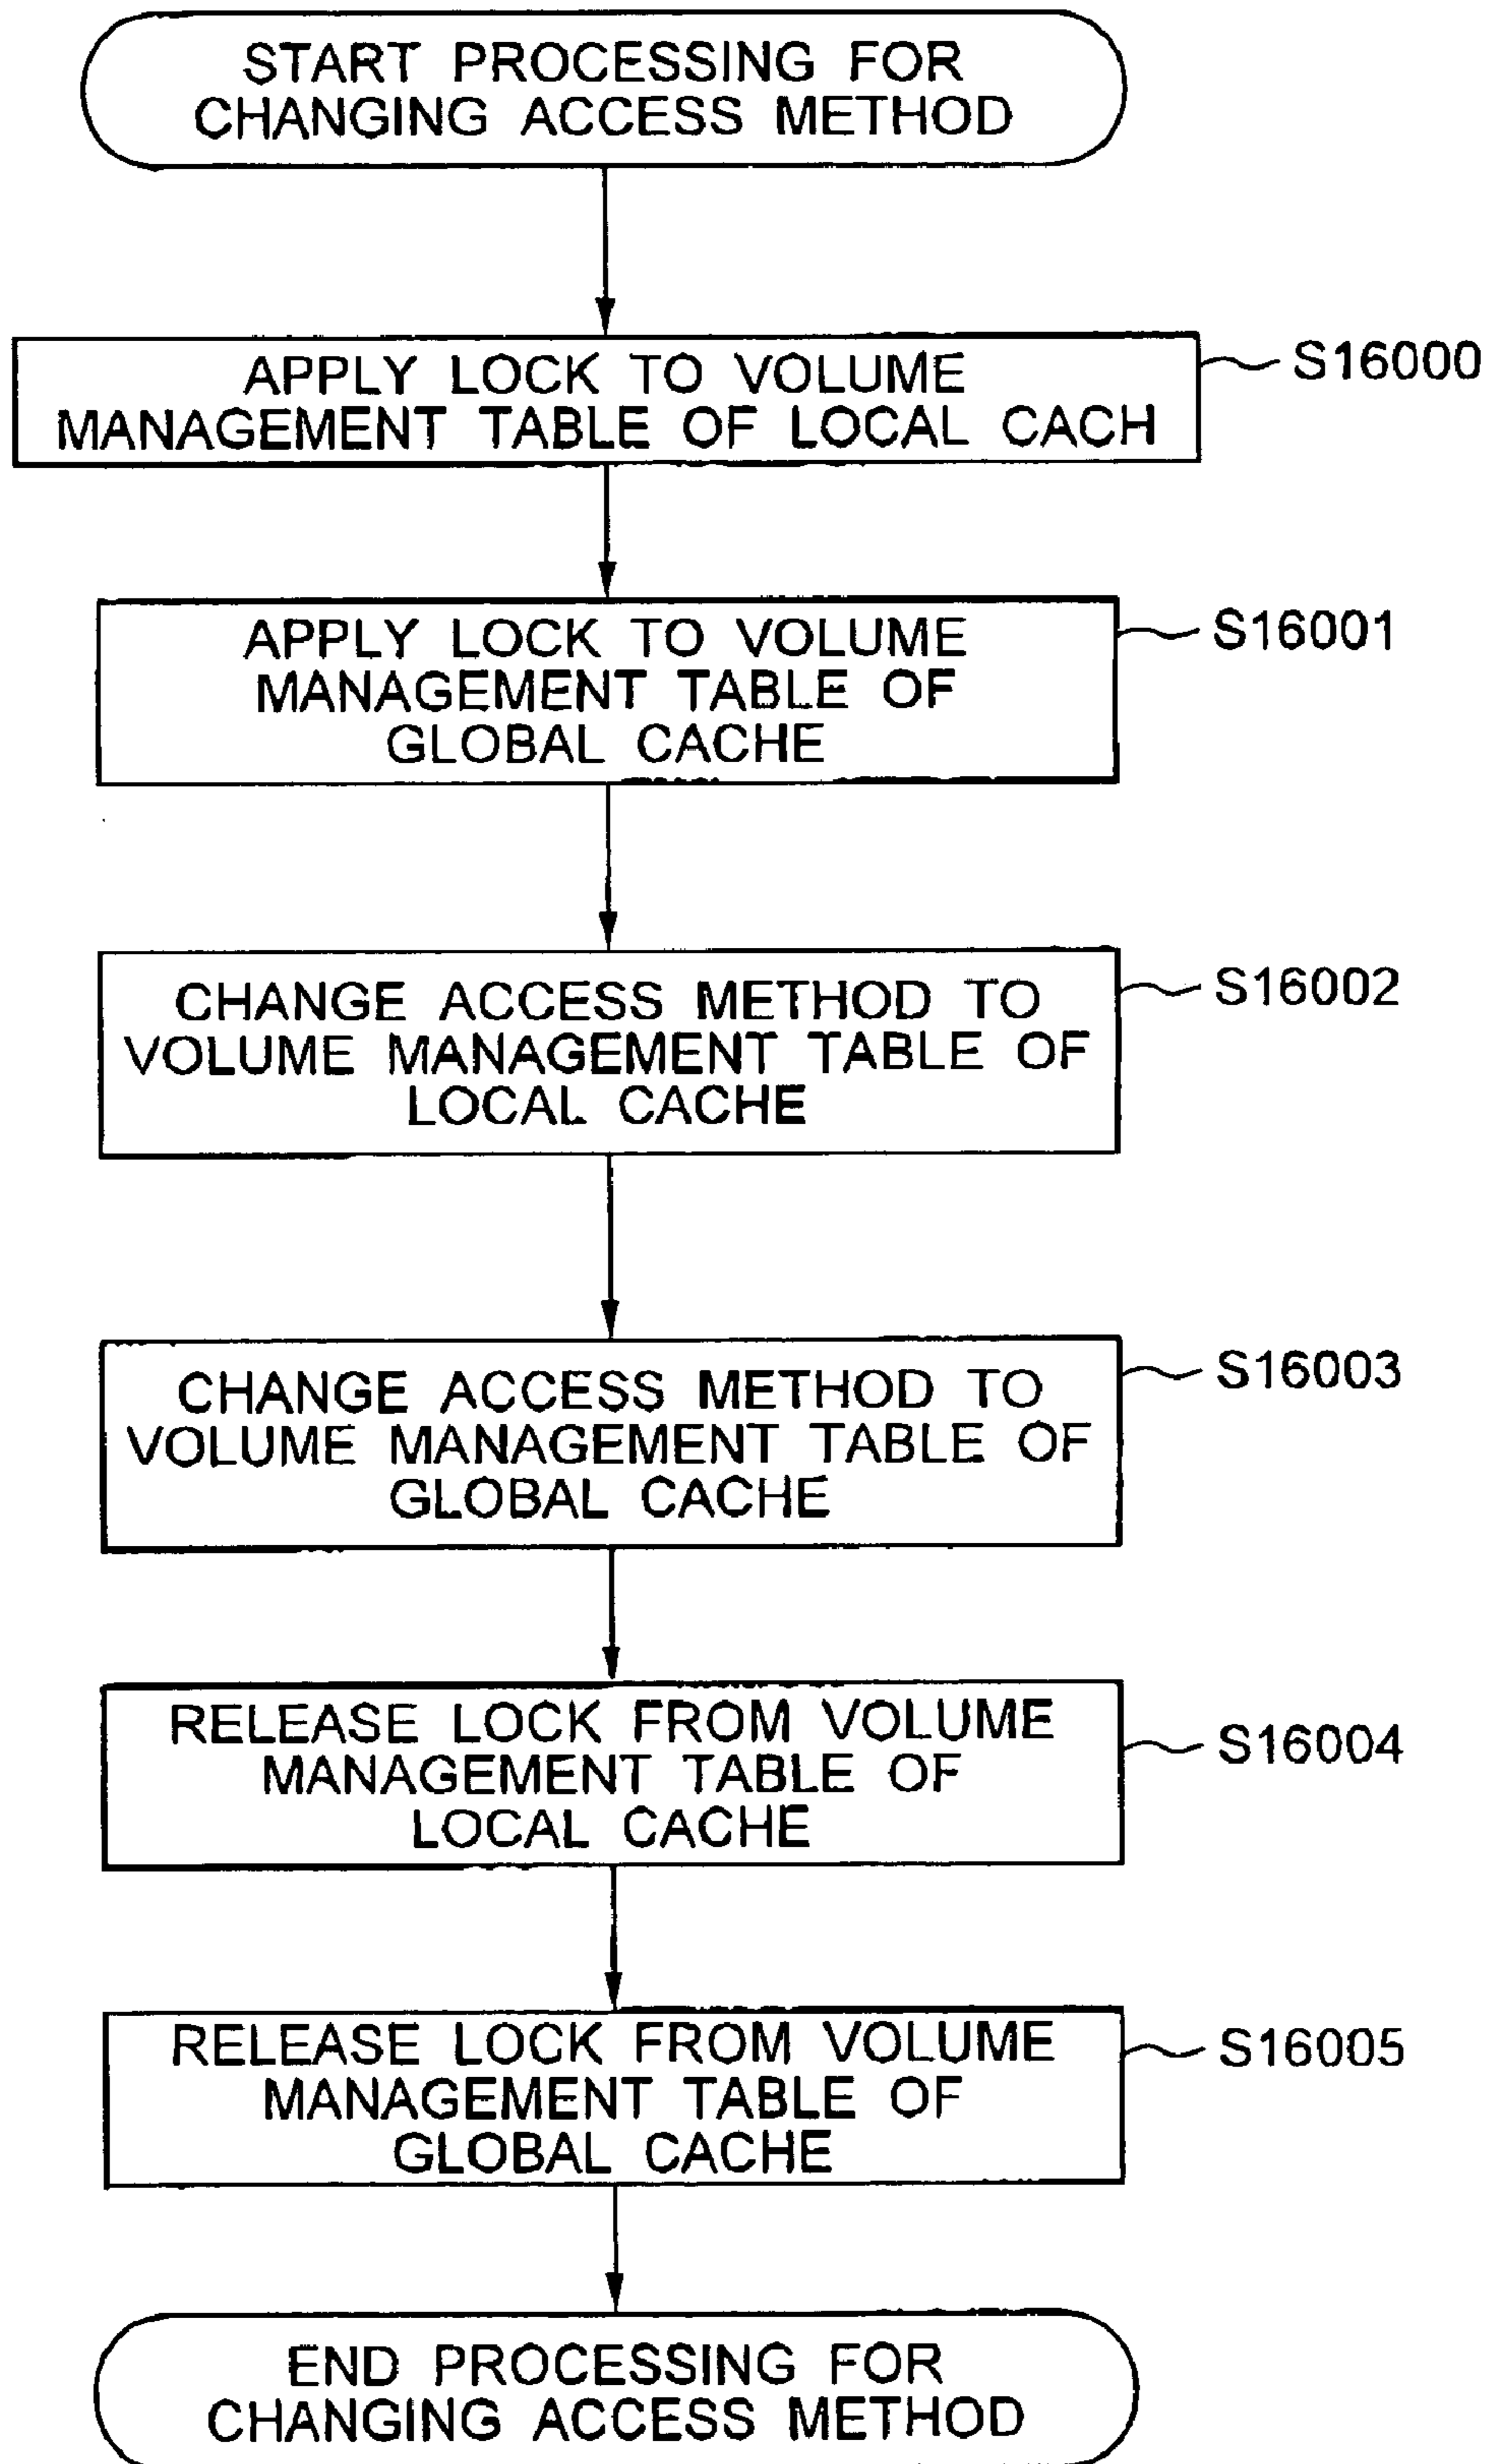 START PROCESSING FOR
CHANGING ACCESS METHOD
APPLY LOCK TO VOLUME
MANAGEMENT TABLE OF LOCAL CACH
S16000
APPLY LOCK TO VOLUME
MANAGEMENT TABLE OF
GLOBAL CACHE
S16001
CHANGE ACCESS METHOD TO
VOLUME MANAGEMENT TABLE OF
LOCAL CACHE
S16002
CHANGE ACCESS METHOD TO
VOLUME MANAGEMENT TABLE OF
GLOBAL CACHE
S16003
RELEASE LOCK FROM VOLUME
MANAGEMENT TABLE OF
LOCAL CACHE
S16004
RELEASE LOCK FROM VOLUME
MANAGEMENT TABLE OF
GLOBAL CACHE
S16005
END PROCESSING FOR
CHANGING ACCESS METHOD